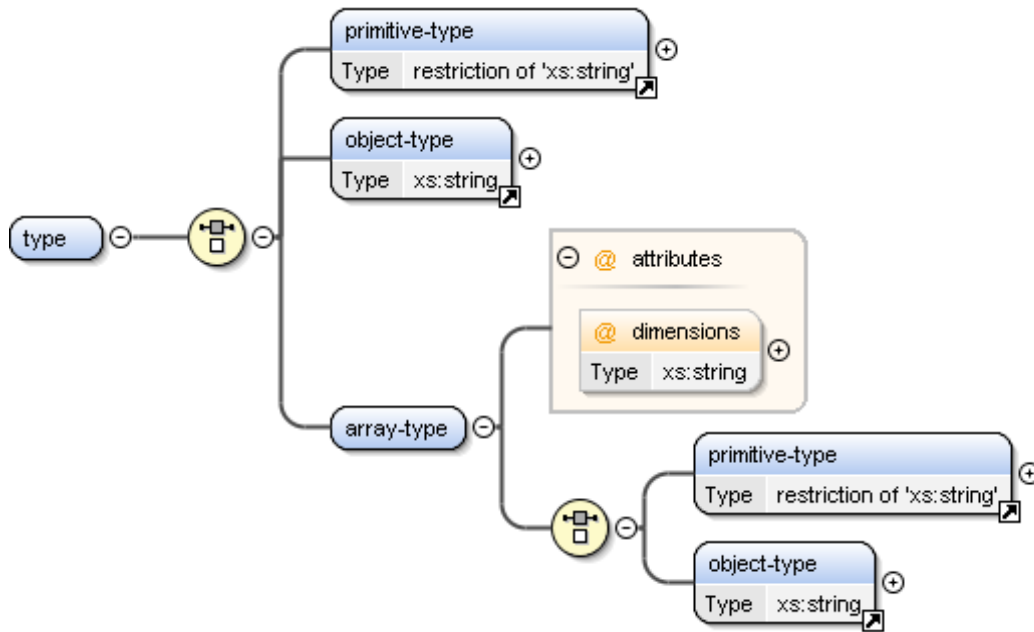 primitive-type
Type restriction of 'xs:string'
object-type
Type xs:string
type
@ attributes
@ dimensions
Type xs:string
array-type
primitive-type
Type restriction of 'xs:string'
object-type
Type xs:string